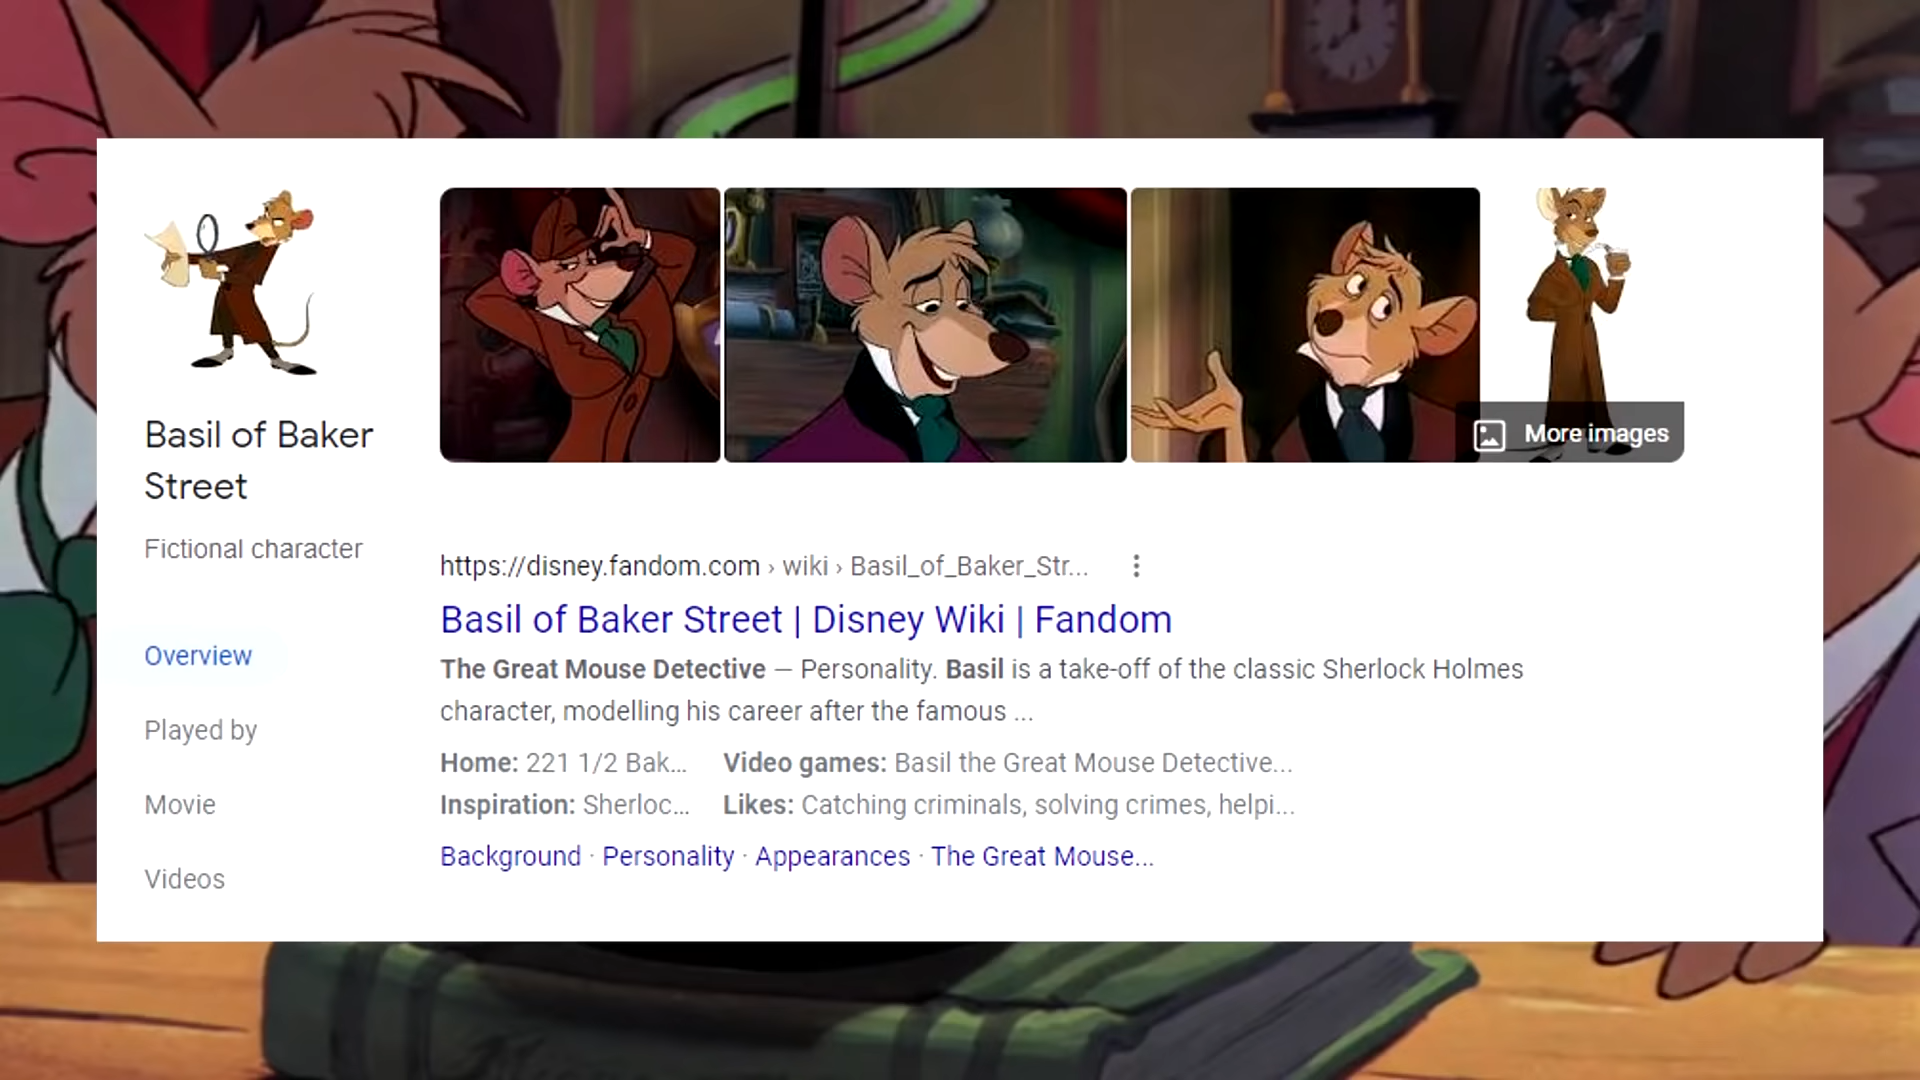 Basil of Baker
Street
Fictional character
Overview
Played by
Movie
Videos
More images
https://disney.fandom.com › wiki › Basil_of_Baker_Str...
Basil of Baker Street | Disney Wiki | Fandom
The Great Mouse Detective — Personality. Basil is a take-off of the classic Sherlock Holmes
character, modelling his career after the famous ...
Home: 221 1/2 Bak... Video games: Basil the Great Mouse Detective...
Inspiration: Sherloc... Likes: Catching criminals, solving crimes, helpi...
Background · Personality · Appearances · The Great Mouse...